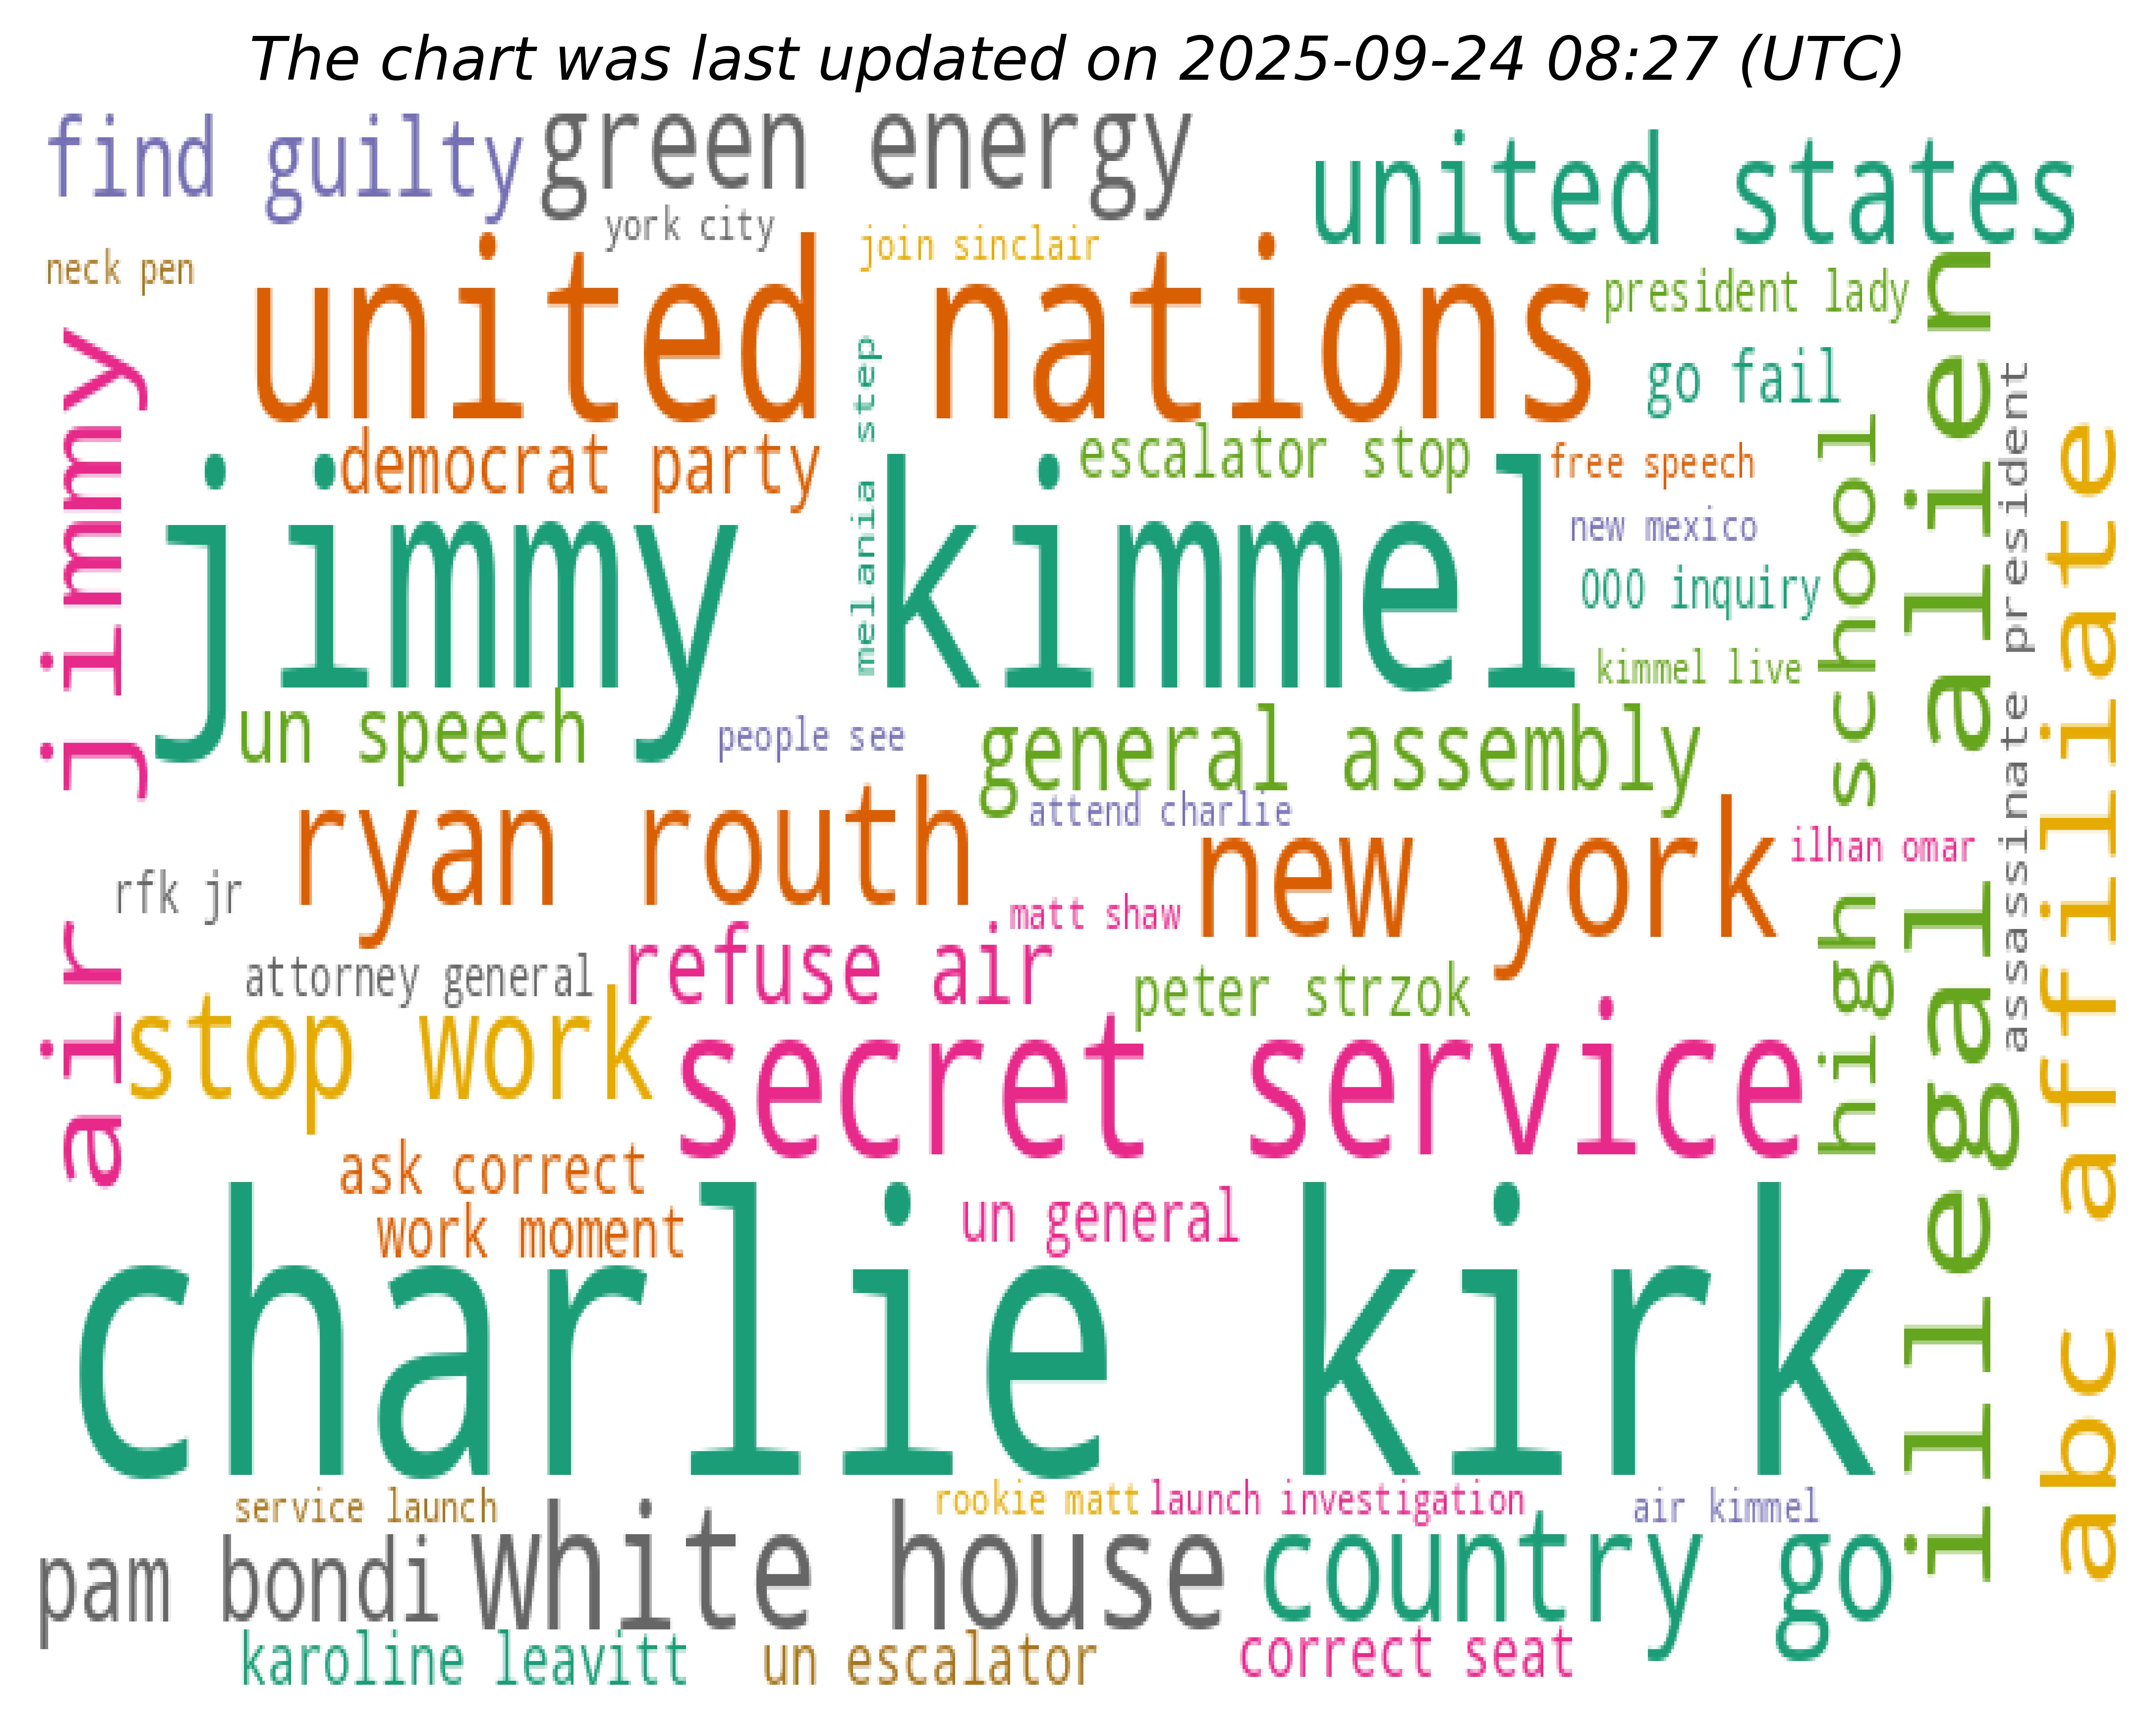 The chart was last updated on 2025-09-24 08:27 (UTC)
find guilty
green energy
united states
york city
join sinclair
neck pen
united nations
president lady
go fail
air jimmy
melania step
democrat party
escalator stop
free speech
jimmy kimmel
new mexico
000 inquiry
kimmel live
high school
illegal alien
assassinate president
abc affiliate
un speech
people see
general assembly
attend charlie
ryan routh
new york
ilhan omar
rfk jr
matt shaw
attorney general
refuse air
peter strzok
stop work
secret service
ask correct
work moment
un general
charlie kirk
service launch
rookie matt
launch investigation
air kimmel
pam bondi
white house
country go
karoline leavitt
un escalator
correct seat